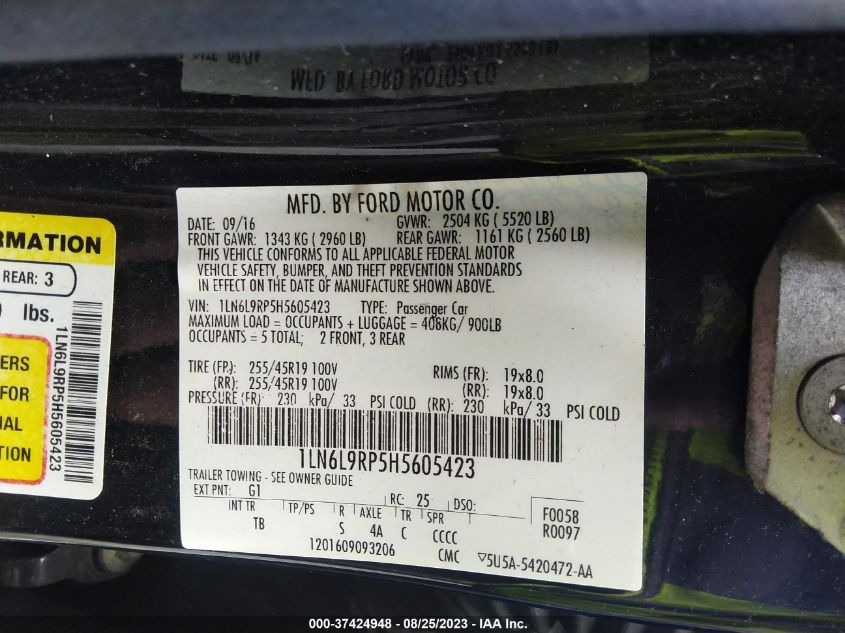 MFD. BY FORD MOTOR CO.
DATE: 09/16 GVWR: 2504 KG ( 5520 LB)
FRONT GAWR: 1343 KG ( 2960 LB) REAR GAWR: 1161 KG ( 2560 LB)
THIS VEHICLE CONFORMS TO ALL APPLICABLE FEDERAL MOTOR
VEHICLE SAFETY, BUMPER, AND THEFT PREVENTION STANDARDS
IN EFFECT ON THE DATE OF MANUFACTURE SHOWN ABOVE.
VIN: 1LN6L9RP5H5605423 TYPE: Passenger Car
MAXIMUM LOAD = OCCUPANTS + LUGGAGE = 408KG/ 900LB
OCCUPANTS = 5 TOTAL; 2 FRONT, 3 REAR
TIRE (FR): 255/45R19 100V RIMS (FR): 19x8.0
(RR): 255/45R19 100V (RR): 19x8.0
PRESSURE (FR): 230 kPa/ 33 PSI COLD (RR): 230 kPa/ 33 PSI COLD
1LN6L9RP5H5605423
TRAILER TOWING - SEE OWNER GUIDE
EXT PNT: G1 RC: 25 DSO:
INT TR TP/PS R AXLE TR SPR F0058
TB S 4A C CCCC R0097
1201609093206 CMC 5U5A-5420472-AA
RMATION
REAR: 3
lbs.
ERS
FOR
IAL
TION
1LN6L9RP5H5605423
000-37424948 - 08/25/2023 - IAA Inc.